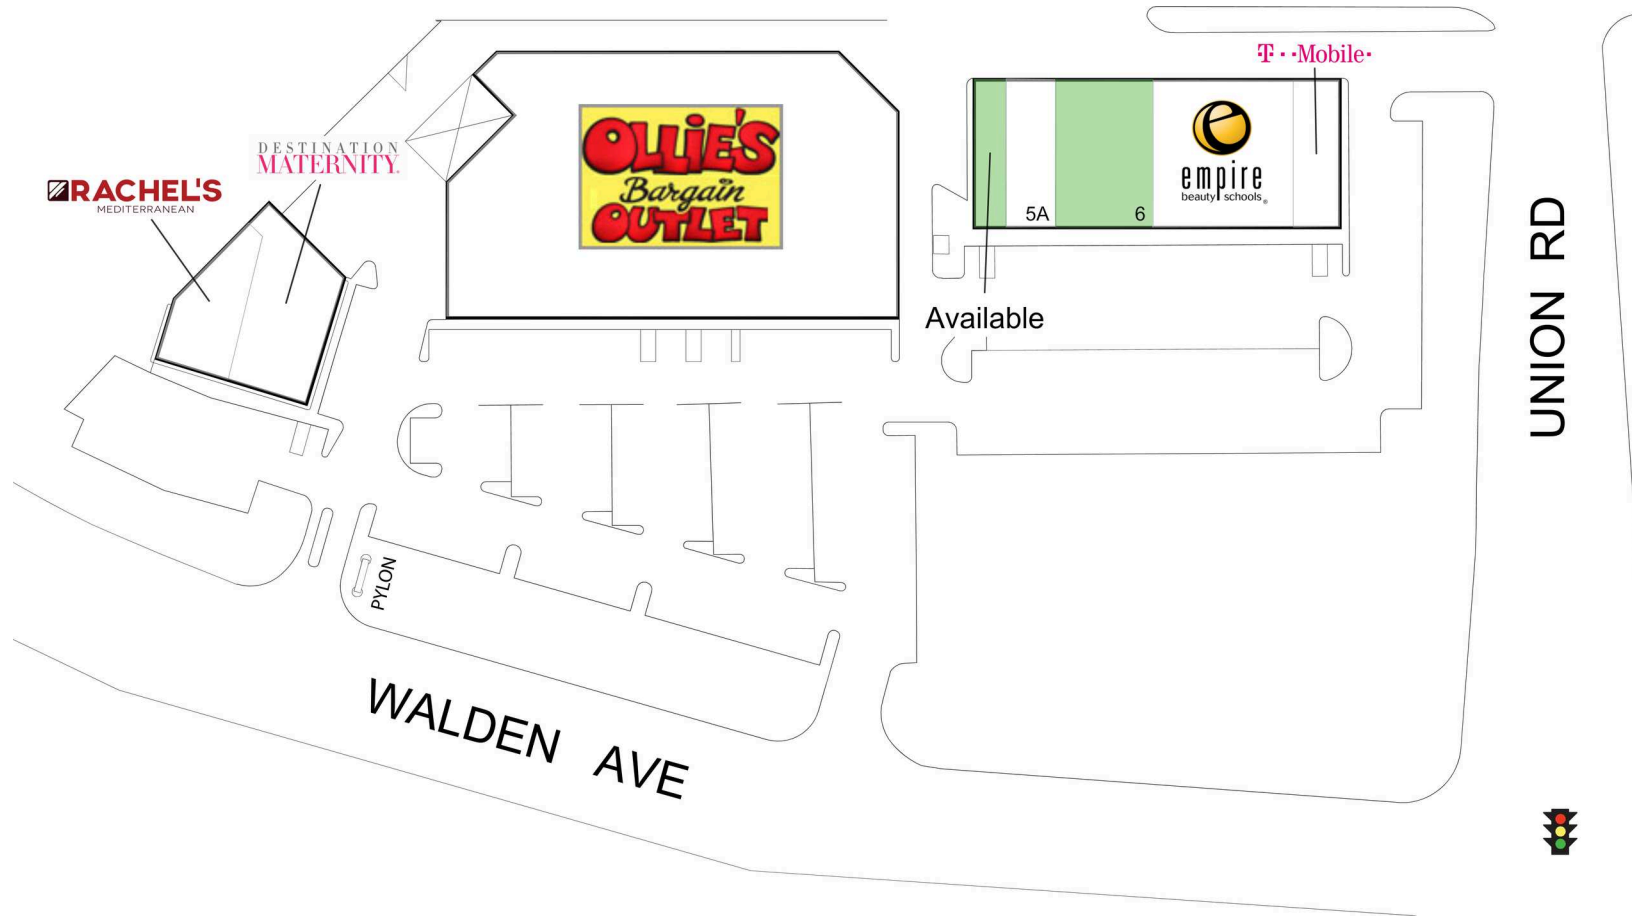 T··Mobile·
DESTINATION
MATERNITY.
RACHEL'S
MEDITERRANEAN
OLLIE'S
Bargain
OUTLET
e
empire
beauty schools®
5A
6
Available
UNION RD
PYLON
WALDEN AVE